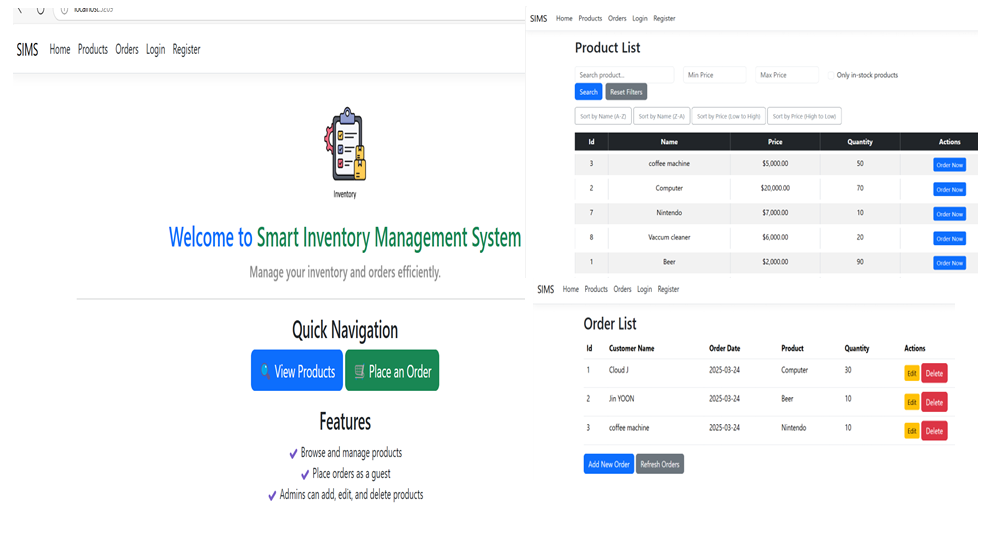 SIMS Home Products Orders Login Register
Inventory
Welcome to Smart Inventory Management System
Manage your inventory and orders efficiently.
Quick Navigation
View Products Place an Order
Features
Browse and manage products
Place orders as a guest
Admins can add, edit, and delete products
SIMS Home Products Orders Login Register
Product List
Search product... Min Price Max Price Only in-stock products
Search Reset Filters
Sort by Name (A-Z) Sort by Name (Z-A) Sort by Price (Low to High) Sort by Price (High to Low)
Id Name Price Quantity Actions
3 coffee machine $5,000.00 50 Order Now
2 Computer $20,000.00 70 Order Now
7 Nintendo $7,000.00 10 Order Now
8 Vaccum cleaner $6,000.00 20 Order Now
1 Beer $2,000.00 90 Order Now
SIMS Home Products Orders Login Register
Order List
Id Customer Name Order Date Product Quantity Actions
1 Cloud J 2025-03-24 Computer 30 Edit Delete
2 Jin YOON 2025-03-24 Beer 10 Edit Delete
3 coffee machine 2025-03-24 Nintendo 10 Edit Delete
Add New Order Refresh Orders